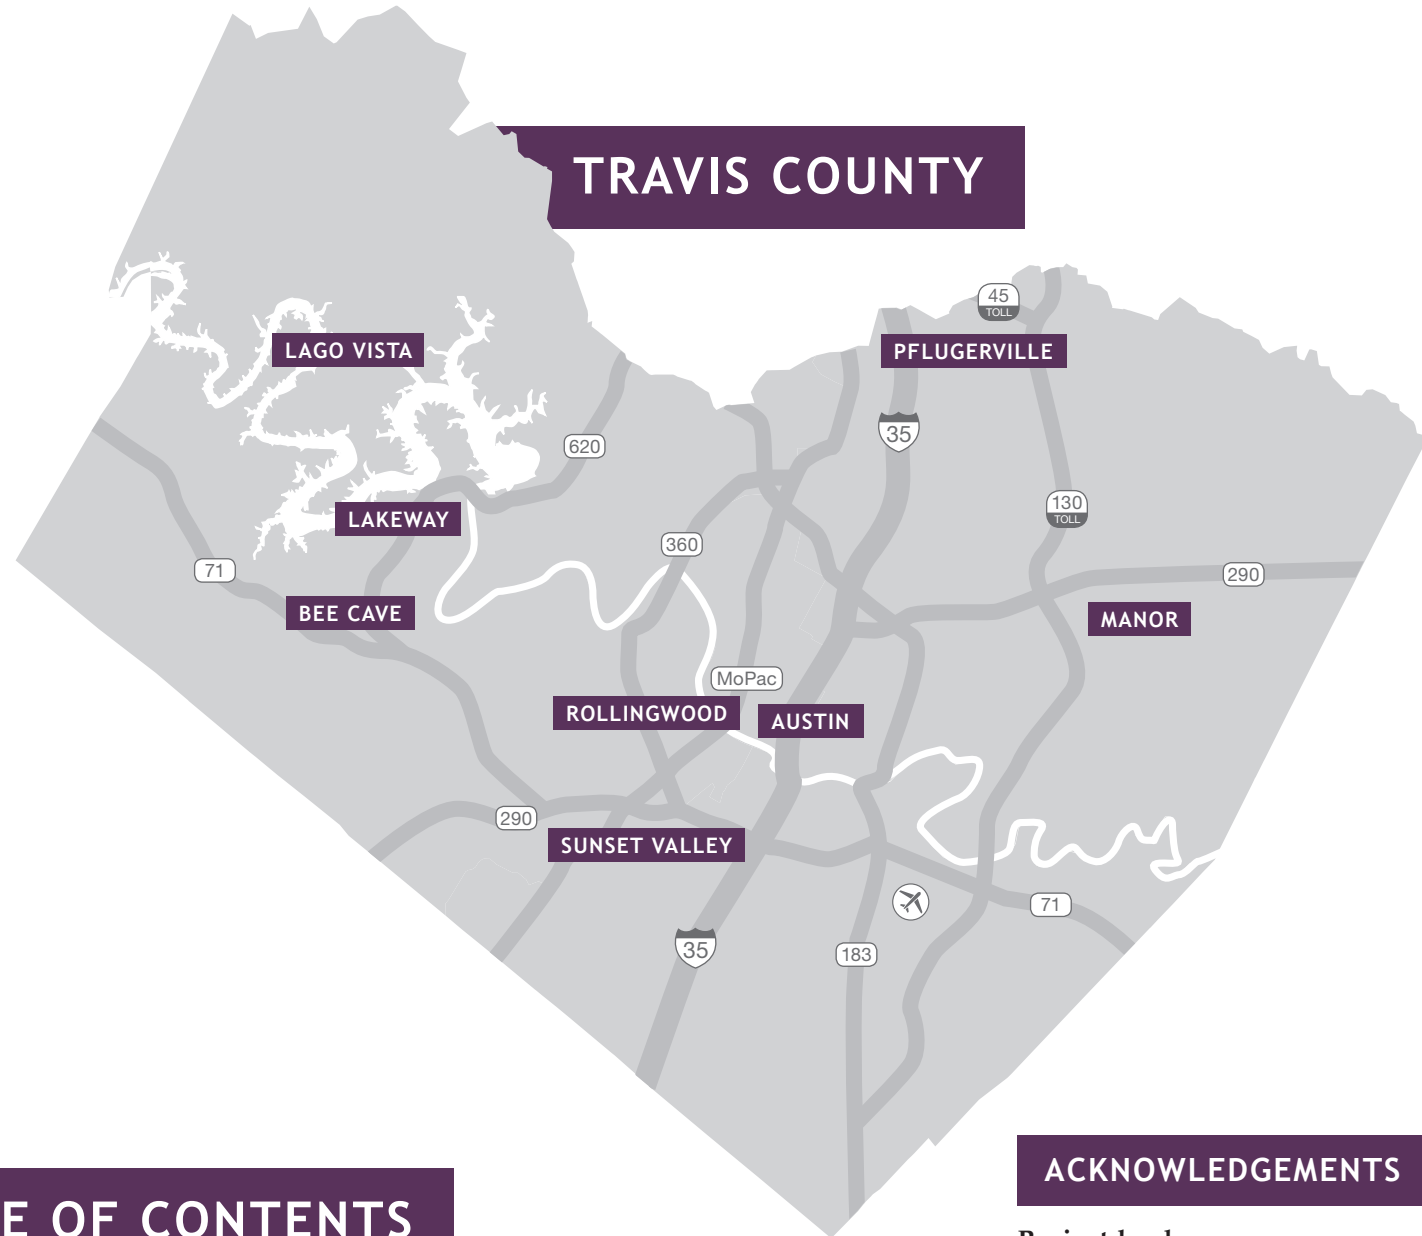 TRAVIS COUNTY
45
TOLL
LAGO VISTA
PFLUGERVILLE
35
620
130
TOLL
LAKEWAY
360
71
290
BEE CAVE
MANOR
MoPac
ROLLINGWOOD
AUSTIN
290
SUNSET VALLEY
71
35
183
ACKNOWLEDGEMENTS
E OF CONTENTS